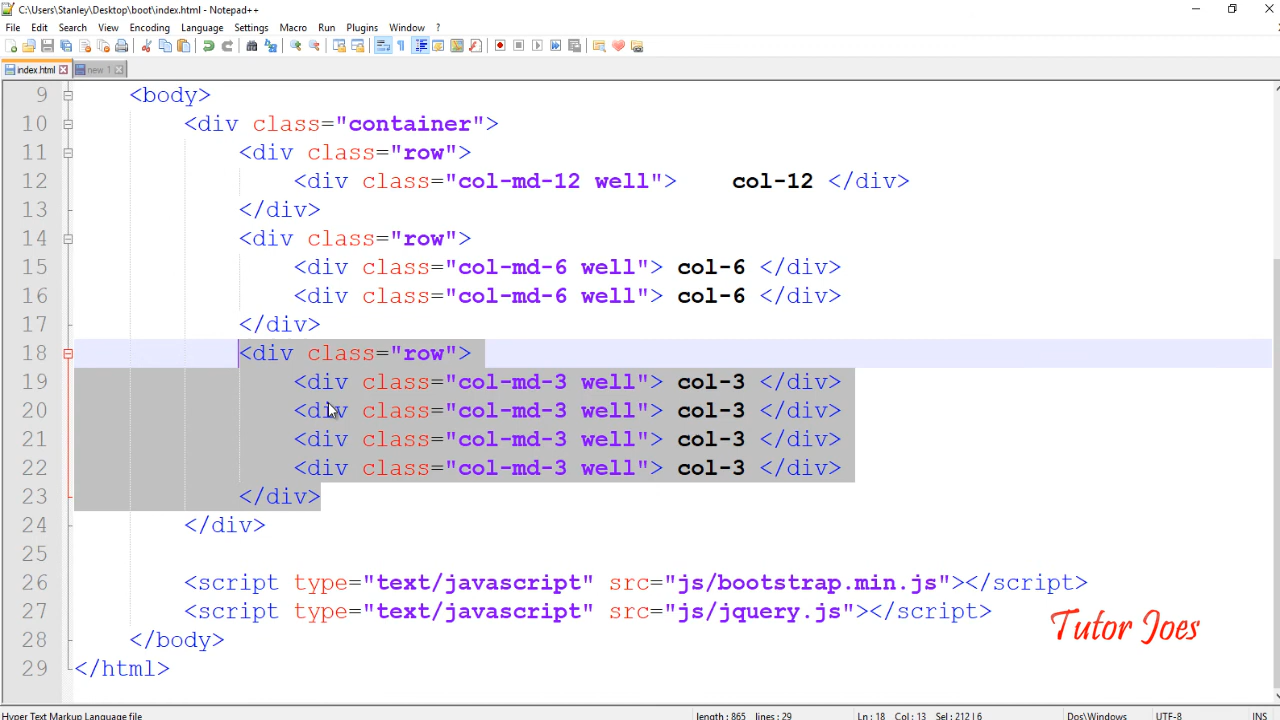 C:\Users\Stanley\Desktop\boot\index.html - Notepad++
File Edit Search View Encoding Language Settings Macro Run Plugins Window ?
index.html new 1
9 <body>
10 <div class="container">
11 <div class="row">
12 <div class="col-md-12 well"> col-12 </div>
13 </div>
14 <div class="row">
15 <div class="col-md-6 well"> col-6 </div>
16 <div class="col-md-6 well"> col-6 </div>
17 </div>
18 <div class="row">
19 <div class="col-md-3 well"> col-3 </div>
20 <div class="col-md-3 well"> col-3 </div>
21 <div class="col-md-3 well"> col-3 </div>
22 <div class="col-md-3 well"> col-3 </div>
23 </div>
24 </div>
25
26 <script type="text/javascript" src="js/bootstrap.min.js"></script>
27 <script type="text/javascript" src="js/jquery.js"></script>
Tutor Joes
28 </body>
29 </html>
Hyper Text Markup Language file length : 865 lines : 29 Ln : 18 Col : 13 Sel : 212 | 6 Dos\Windows UTF-8 INS